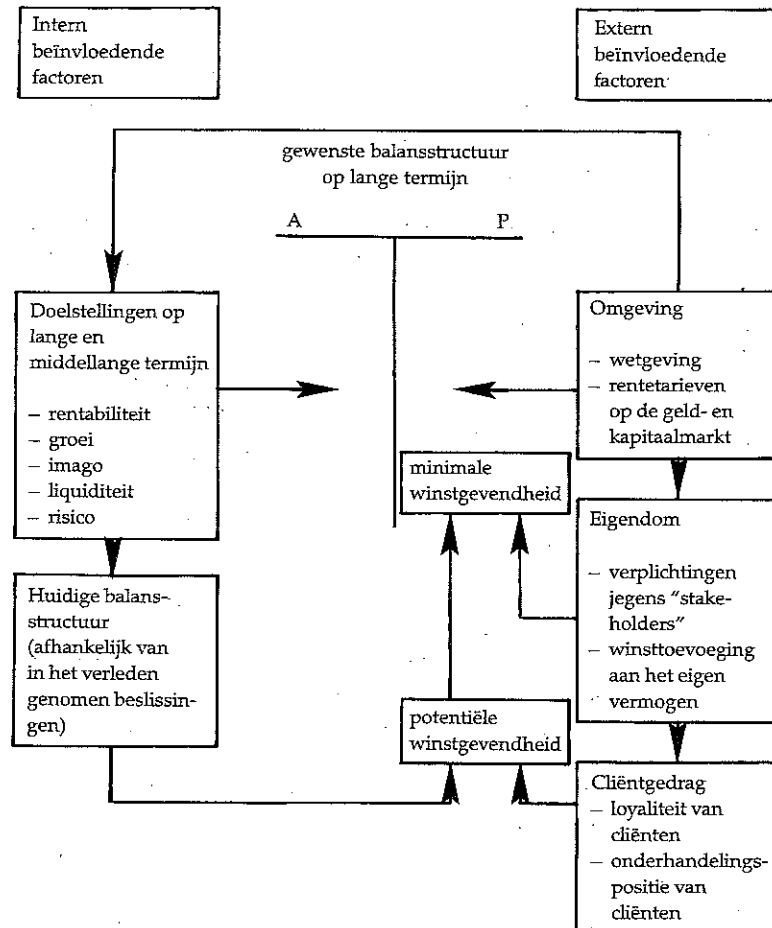 Intern
beïnvloedende
factoren
Extern
beïnvloedende
factoren
gewenste balansstructuur
op lange termijn
A P
Doelstellingen op
lange en
middellange termijn
– rentabiliteit
– groei
– imago
– liquiditeit
– risico
Omgeving
– wetgeving
– rentetarieven
op de geld- en
kapitaalmarkt
minimale
winstgevendheid
Eigendom
– verplichtingen
jegens "stake-
holders"
– winsttoevoeging
aan het eigen
vermogen
Huidige balans-
structuur
(afhankelijk van
in het verleden
genomen beslissin-
gen)
potentiële
winstgevendheid
Cliëntgedrag
– loyaliteit van
cliënten
– onderhandelings-
positie van
cliënten